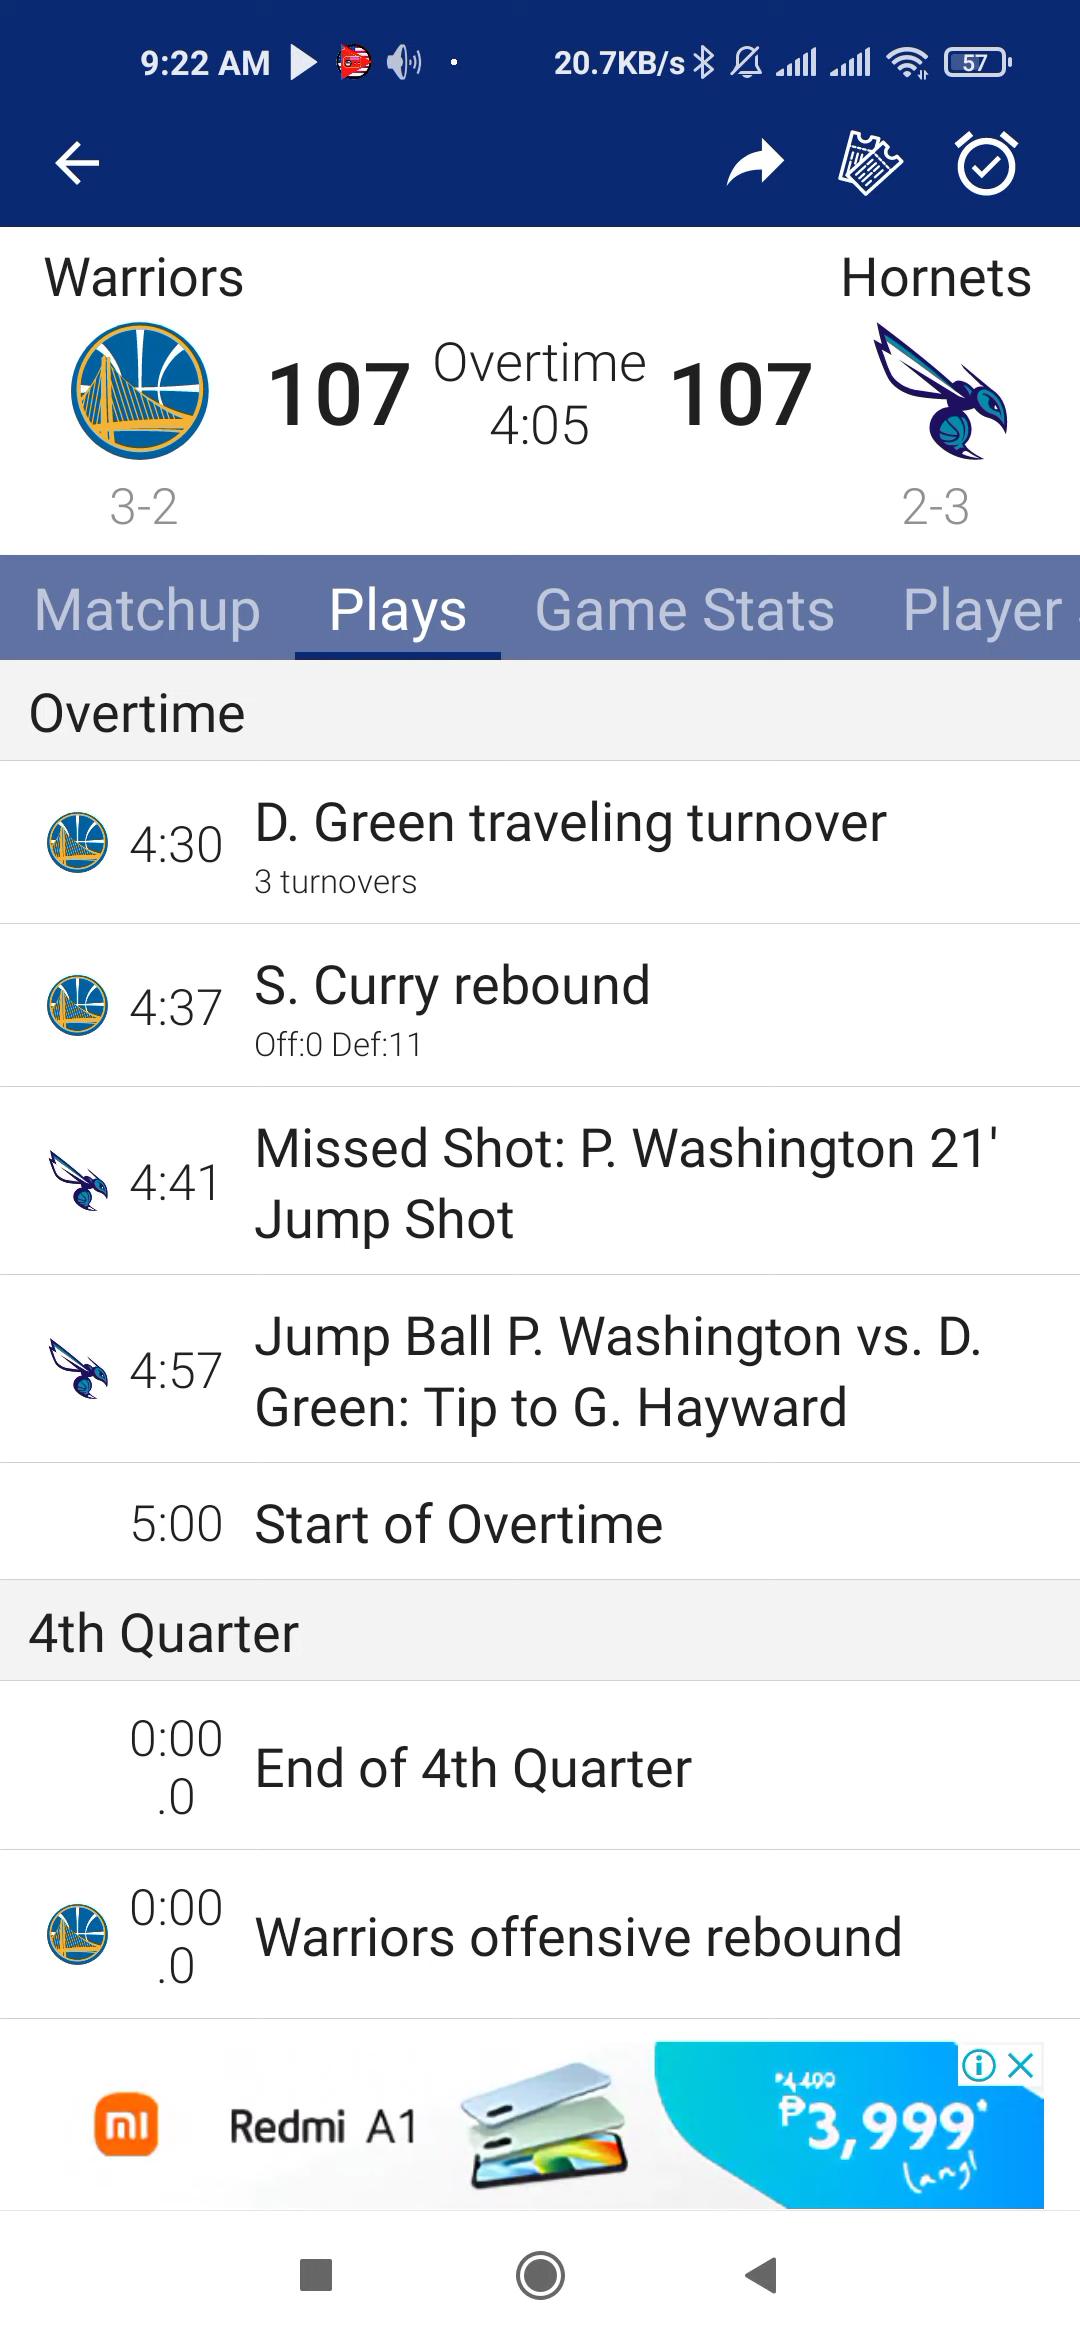 9:22 AM
20.7KB/s
57
Warriors
Hornets
107
Overtime
4:05
107
3-2
2-3
Matchup
Plays
Game Stats
Player
Overtime
4:30
D. Green traveling turnover
3 turnovers
4:37
S. Curry rebound
Off:0 Def:11
4:41
Missed Shot: P. Washington 21'
Jump Shot
4:57
Jump Ball P. Washington vs. D.
Green: Tip to G. Hayward
5:00
Start of Overtime
4th Quarter
0:00
.0
End of 4th Quarter
0:00
.0
Warriors offensive rebound
mi
Redmi A1
₱4,490
₱3,999*
lang!